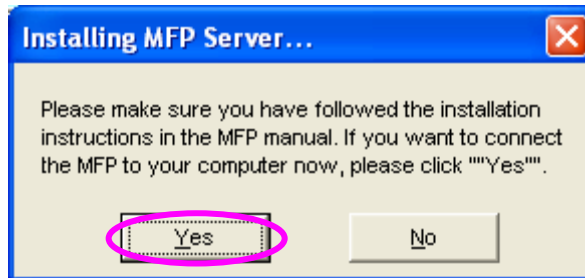 Installing MFP Server...
Please make sure you have followed the installation
instructions in the MFP manual. If you want to connect
the MFP to your computer now, please click ""Yes"".
Yes
No